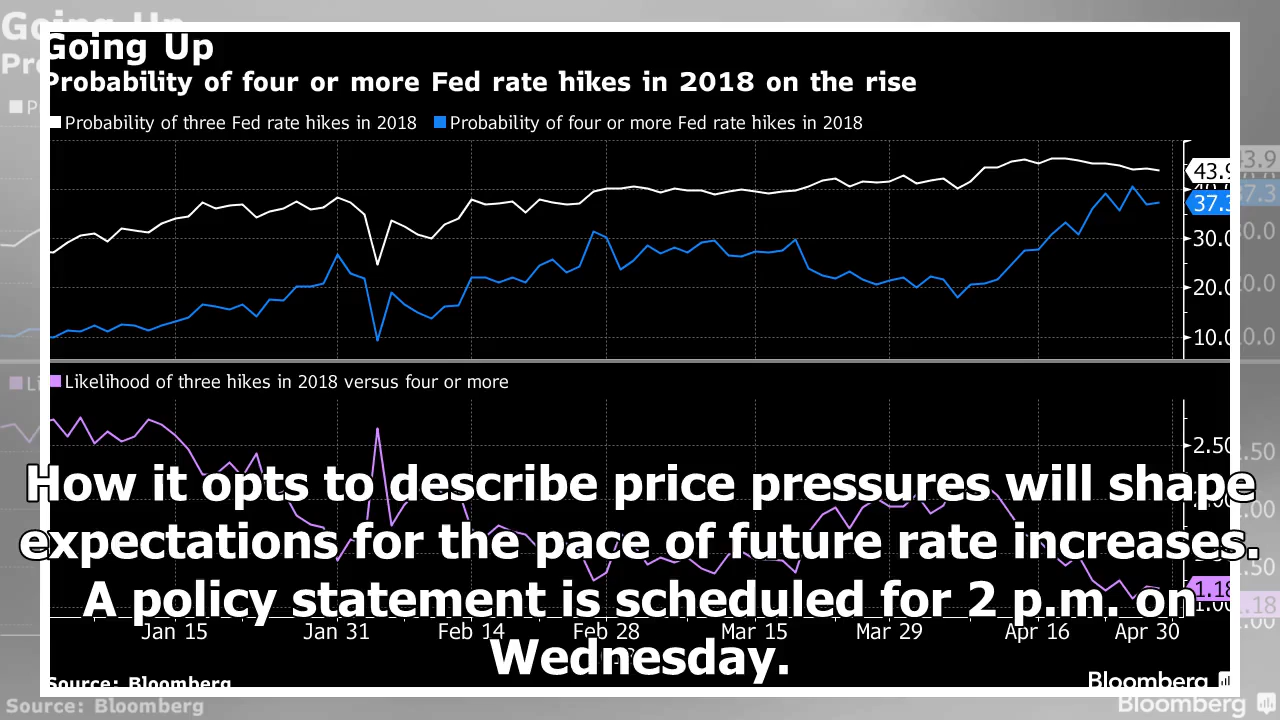 Going Up
Probability of four or more Fed rate hikes in 2018 on the rise
Probability of three Fed rate hikes in 2018 Probability of four or more Fed rate hikes in 2018
43.9
37.3
30.0
20.0
10.0
Likelihood of three hikes in 2018 versus four or more
2.50
How it opts to describe price pressures will shape
expectations for the pace of future rate increases.
1.18
A policy statement is scheduled for 2 p.m. on
1.00
Jan 15 Jan 31 Feb 14 Feb 28 Mar 15 Mar 29 Apr 16 Apr 30
Wednesday.
Source: Bloomberg
Bloomberg
Source: Bloomberg
Bloomberg